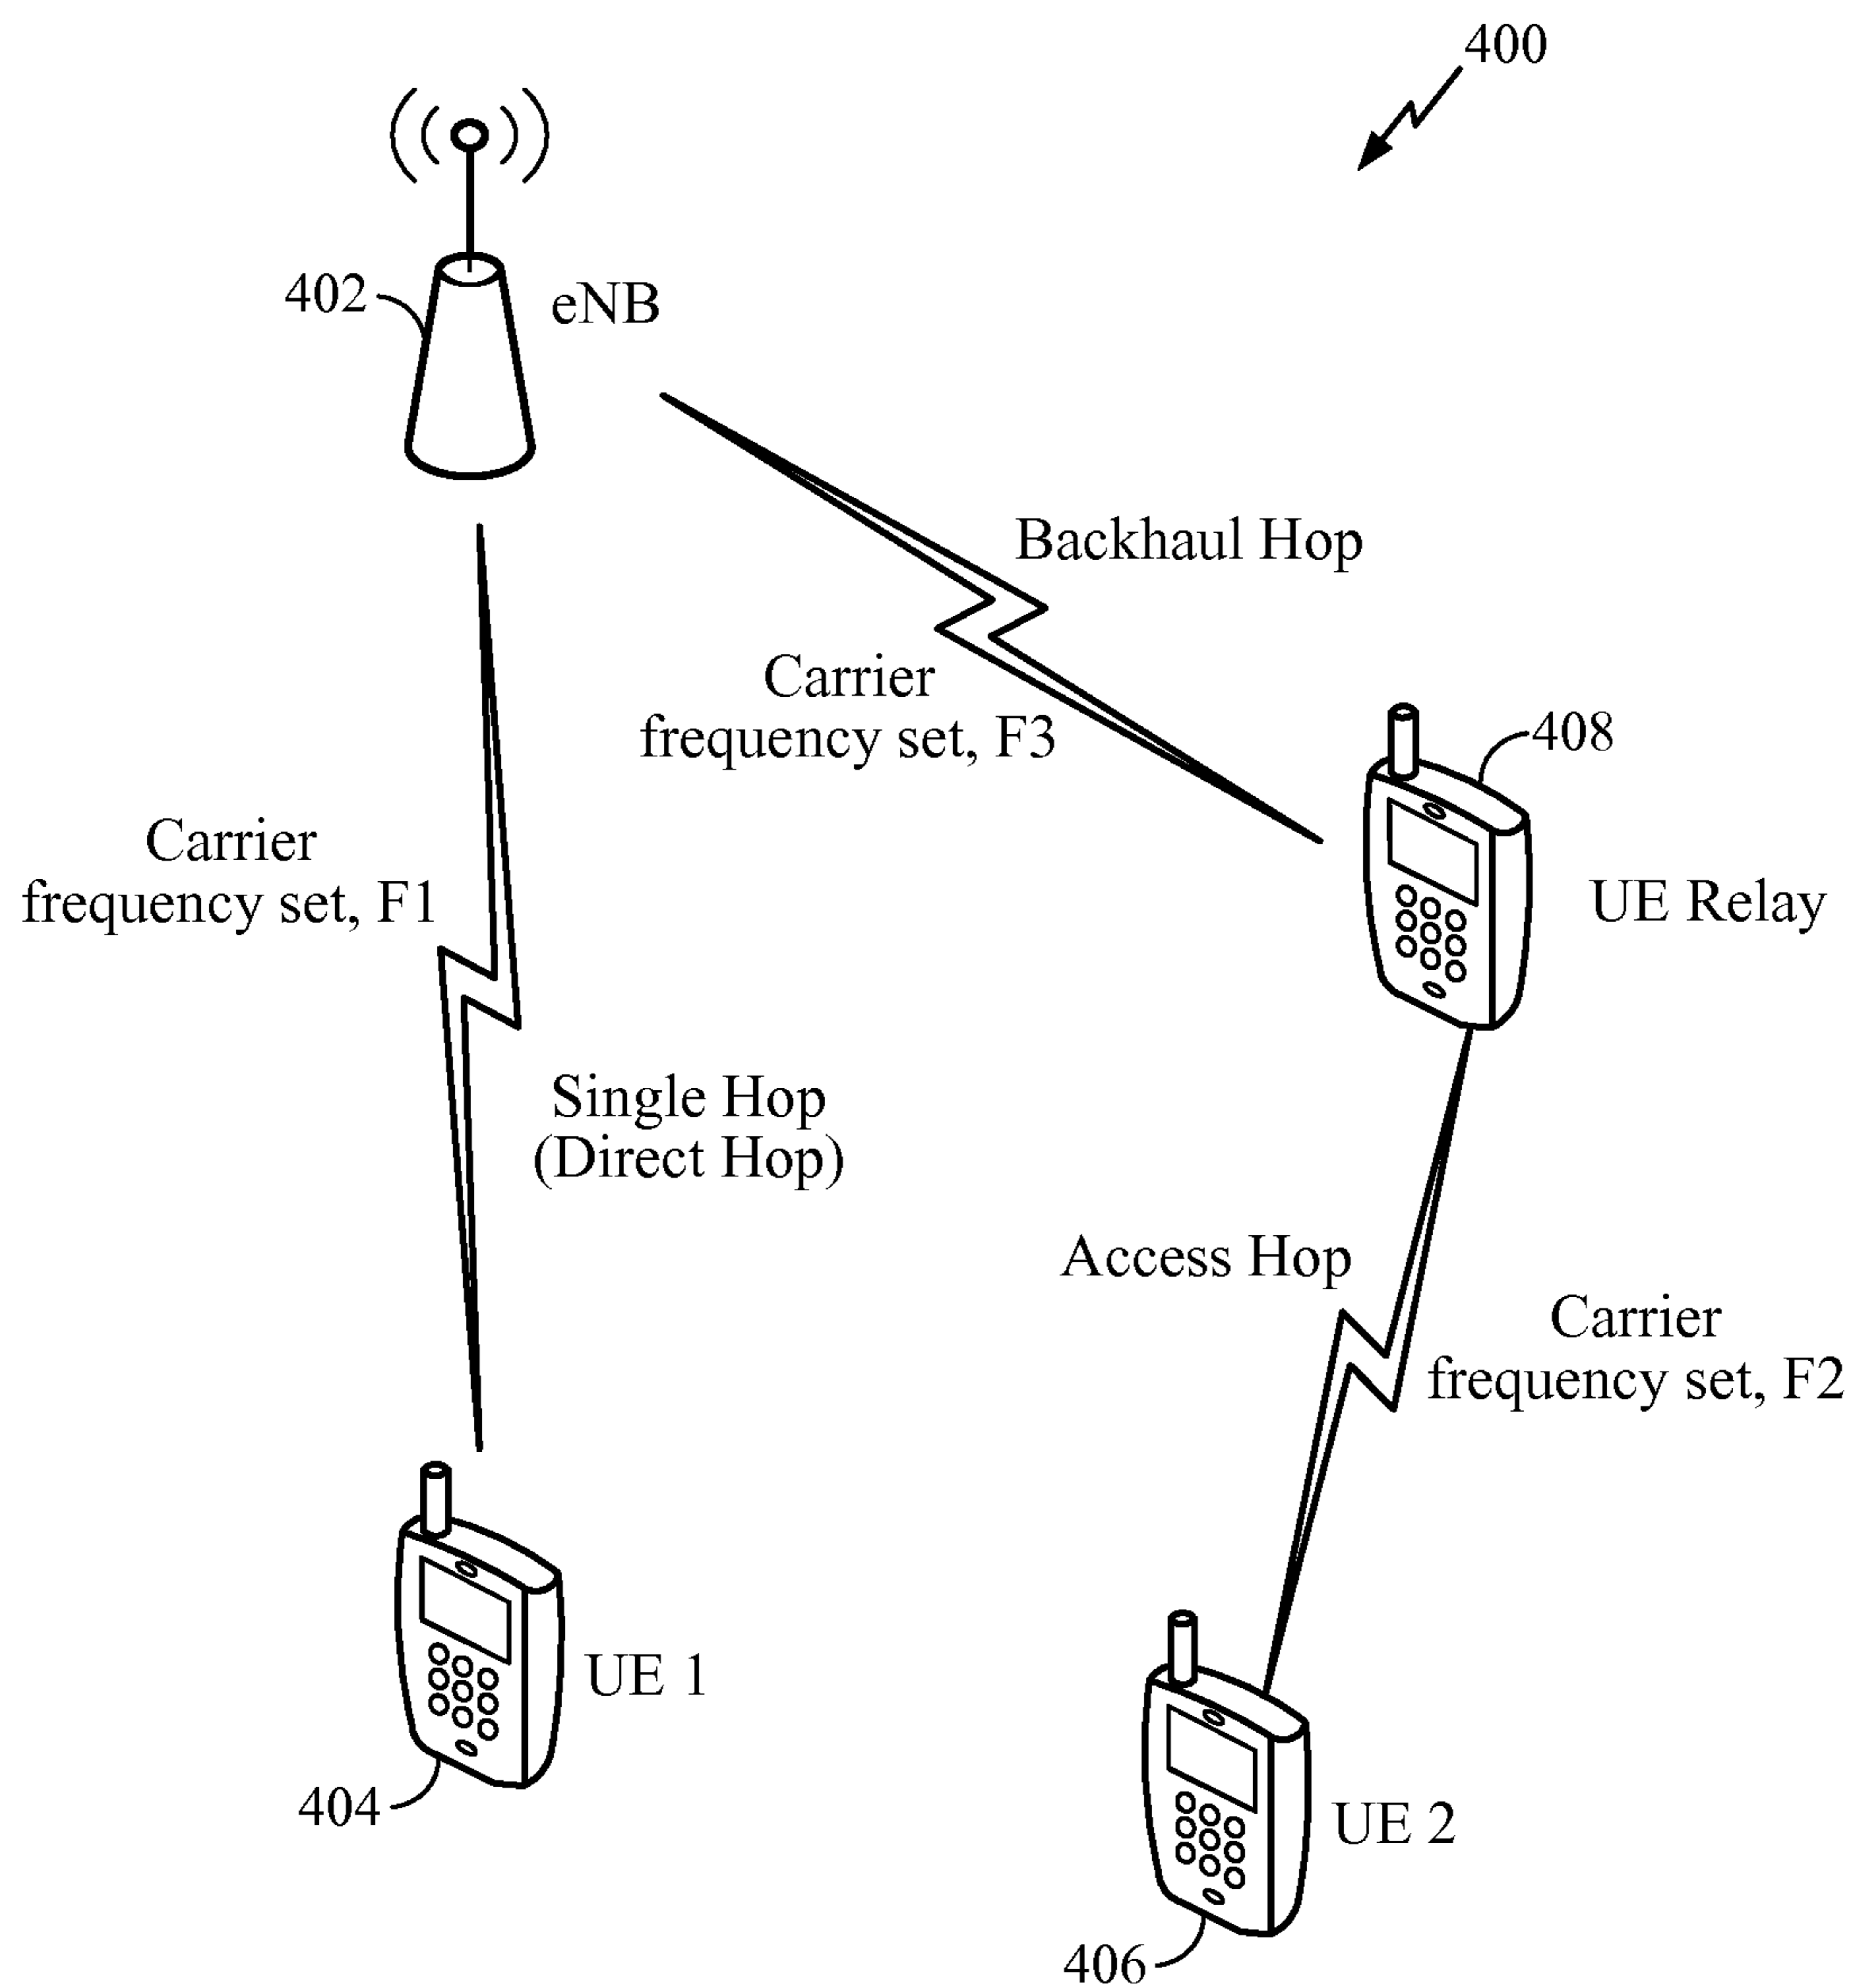 400
402
eNB
Backhaul Hop
Carrier
frequency set, F3
408
Carrier
frequency set, F1
UE Relay
Single Hop
(Direct Hop)
Access Hop
Carrier
frequency set, F2
UE 1
404
UE 2
406